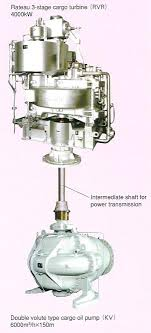 Rateau 3-stage cargo turbine (RVR)
4000kW
Intermediate shaft for
power transmission
Double volute type cargo oil pump (KV)
6000m³/h×150m